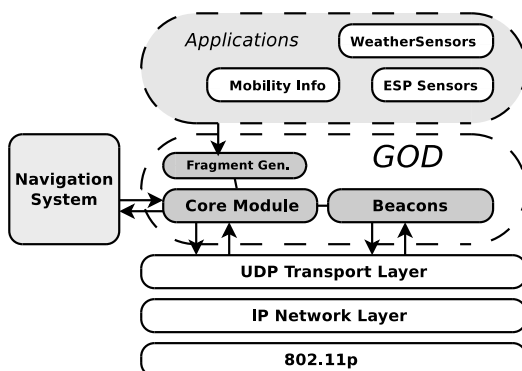 Applications
WeatherSensors
Mobility Info
ESP Sensors
GOD
Fragment Gen.
Navigation
System
Core Module
Beacons
UDP Transport Layer
IP Network Layer
802.11p